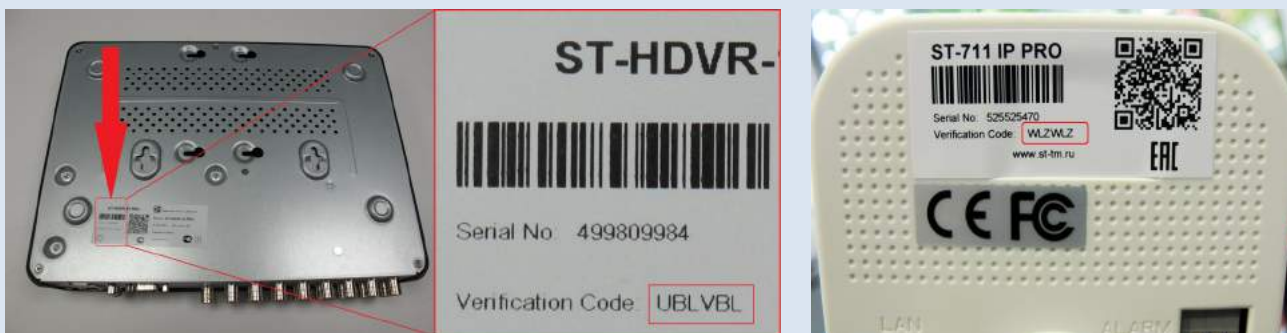 ST-HDVR-
Serial No: 499809984
Verification Code: UBLVBL
ST-711 IP PRO
Serial No: 525525470
Verification Code: WLZWLZ
www.st-tm.ru
EAC
CE FC
LAN
ALARM